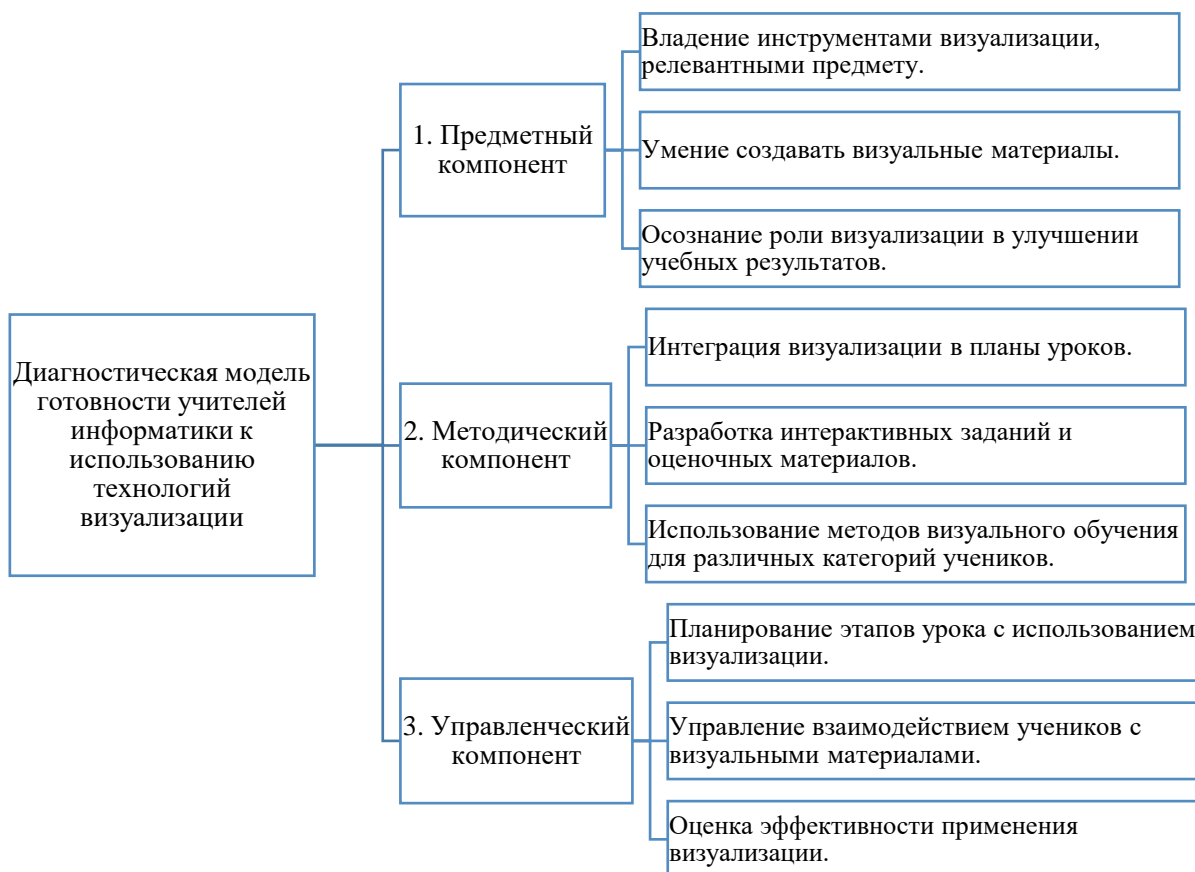 Диагностическая модель
готовности учителей
информатики к
использованию
технологий
визуализации
1. Предметный
компонент
Владение инструментами визуализации,
релевантными предмету.
Умение создавать визуальные материалы.
Осознание роли визуализации в улучшении
учебных результатов.
2. Методический
компонент
Интеграция визуализации в планы уроков.
Разработка интерактивных заданий и
оценочных материалов.
Использование методов визуального обучения
для различных категорий учеников.
3. Управленческий
компонент
Планирование этапов урока с использованием
визуализации.
Управление взаимодействием учеников с
визуальными материалами.
Оценка эффективности применения
визуализации.